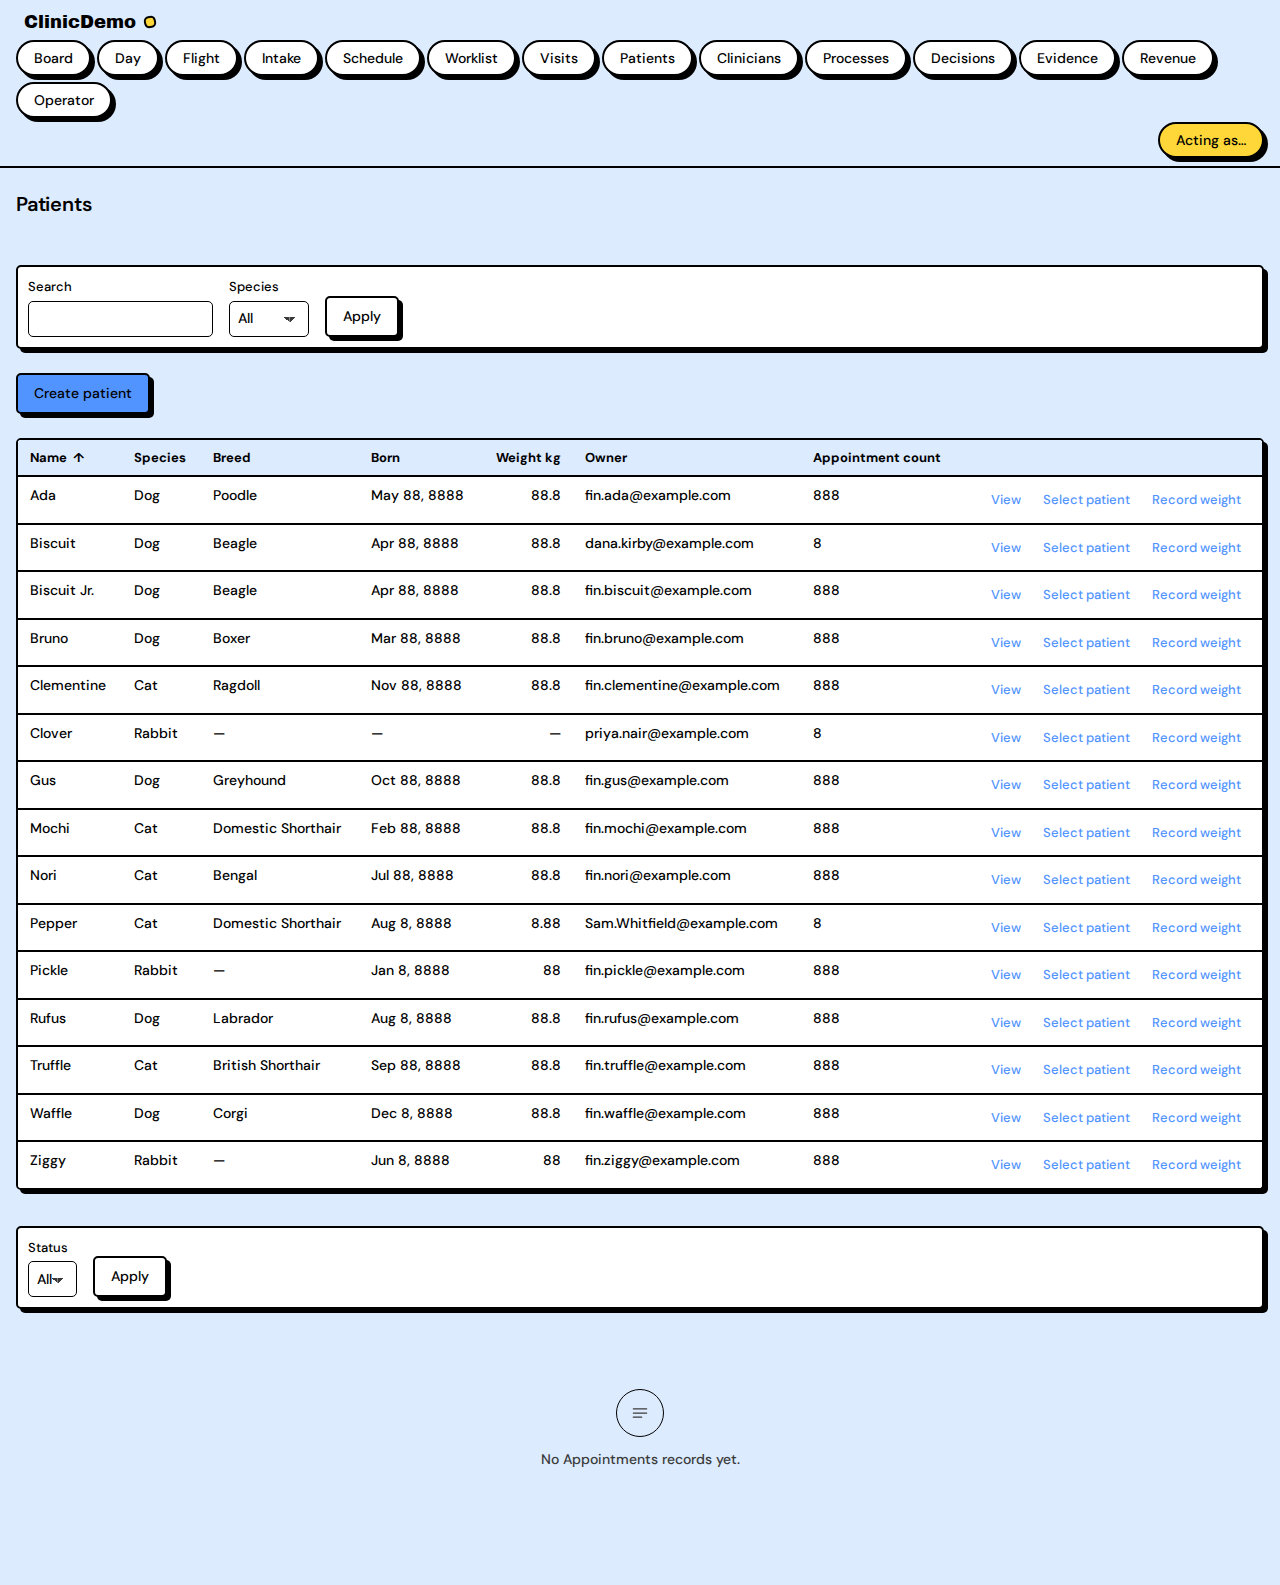 ClinicDemo
Board Day Flight Intake Schedule Worklist Visits Patients Clinicians Processes Decisions Evidence Revenue
Operator
Acting as...
Patients
Search Species
All Apply
Create patient
Name ↑ Species Breed Born Weight kg Owner Appointment count
Ada Dog Poodle May 88, 8888 88.8 fin.ada@example.com 888 View Select patient Record weight
Biscuit Dog Beagle Apr 88, 8888 88.8 dana.kirby@example.com 8 View Select patient Record weight
Biscuit Jr. Dog Beagle Apr 88, 8888 88.8 fin.biscuit@example.com 888 View Select patient Record weight
Bruno Dog Boxer Mar 88, 8888 88.8 fin.bruno@example.com 888 View Select patient Record weight
Clementine Cat Ragdoll Nov 88, 8888 88.8 fin.clementine@example.com 888 View Select patient Record weight
Clover Rabbit — — — priya.nair@example.com 8 View Select patient Record weight
Gus Dog Greyhound Oct 88, 8888 88.8 fin.gus@example.com 888 View Select patient Record weight
Mochi Cat Domestic Shorthair Feb 88, 8888 88.8 fin.mochi@example.com 888 View Select patient Record weight
Nori Cat Bengal Jul 88, 8888 88.8 fin.nori@example.com 888 View Select patient Record weight
Pepper Cat Domestic Shorthair Aug 8, 8888 8.88 Sam.Whitfield@example.com 8 View Select patient Record weight
Pickle Rabbit — Jan 8, 8888 88 fin.pickle@example.com 888 View Select patient Record weight
Rufus Dog Labrador Aug 8, 8888 88.8 fin.rufus@example.com 888 View Select patient Record weight
Truffle Cat British Shorthair Sep 88, 8888 88.8 fin.truffle@example.com 888 View Select patient Record weight
Waffle Dog Corgi Dec 8, 8888 88.8 fin.waffle@example.com 888 View Select patient Record weight
Ziggy Rabbit — Jun 8, 8888 88 fin.ziggy@example.com 888 View Select patient Record weight
Status
All Apply
No Appointments records yet.